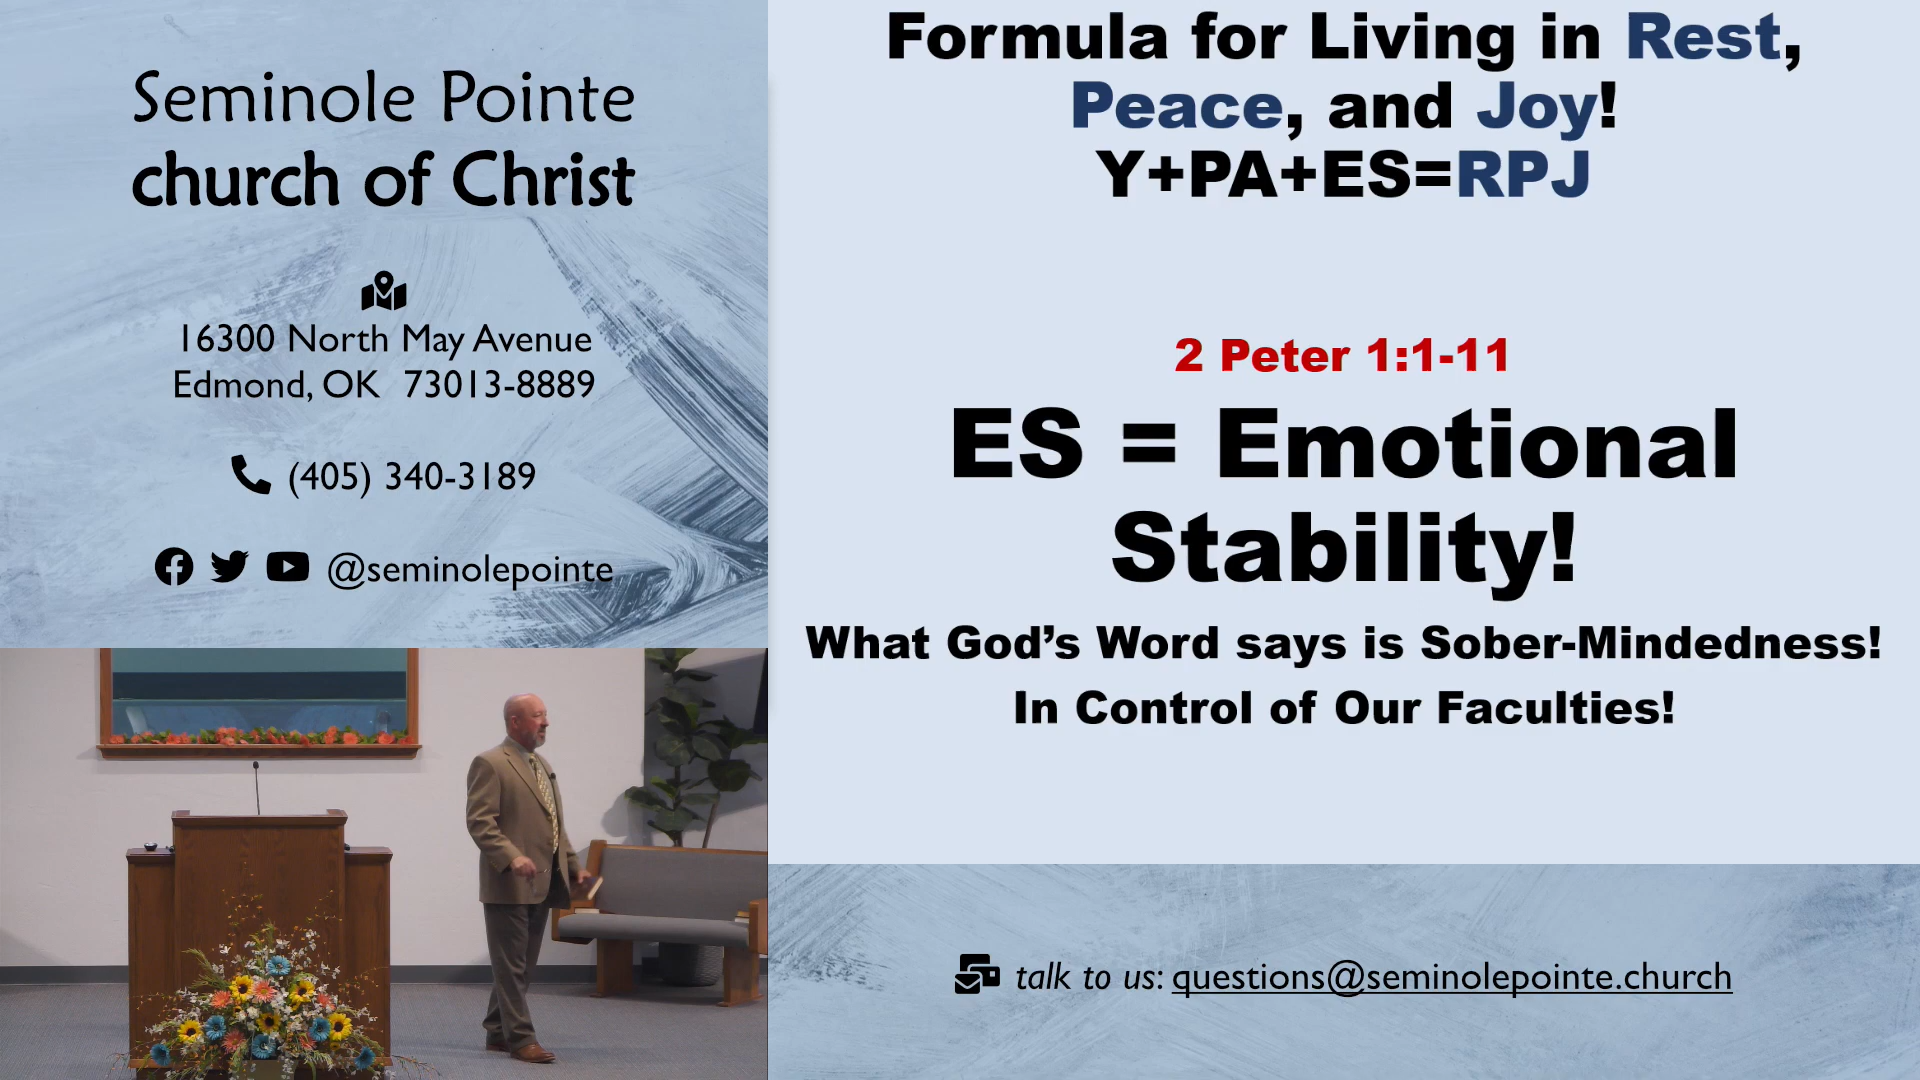 Seminole Pointe
church of Christ
16300 North May Avenue
Edmond, OK 73013-8889
(405) 340-3189
@seminolepointe
Formula for Living in Rest,
Peace, and Joy!
Y+PA+ES=RPJ
2 Peter 1:1-11
ES = Emotional
Stability!
What God’s Word says is Sober-Mindedness!
In Control of Our Faculties!
talk to us: questions@seminolepointe.church